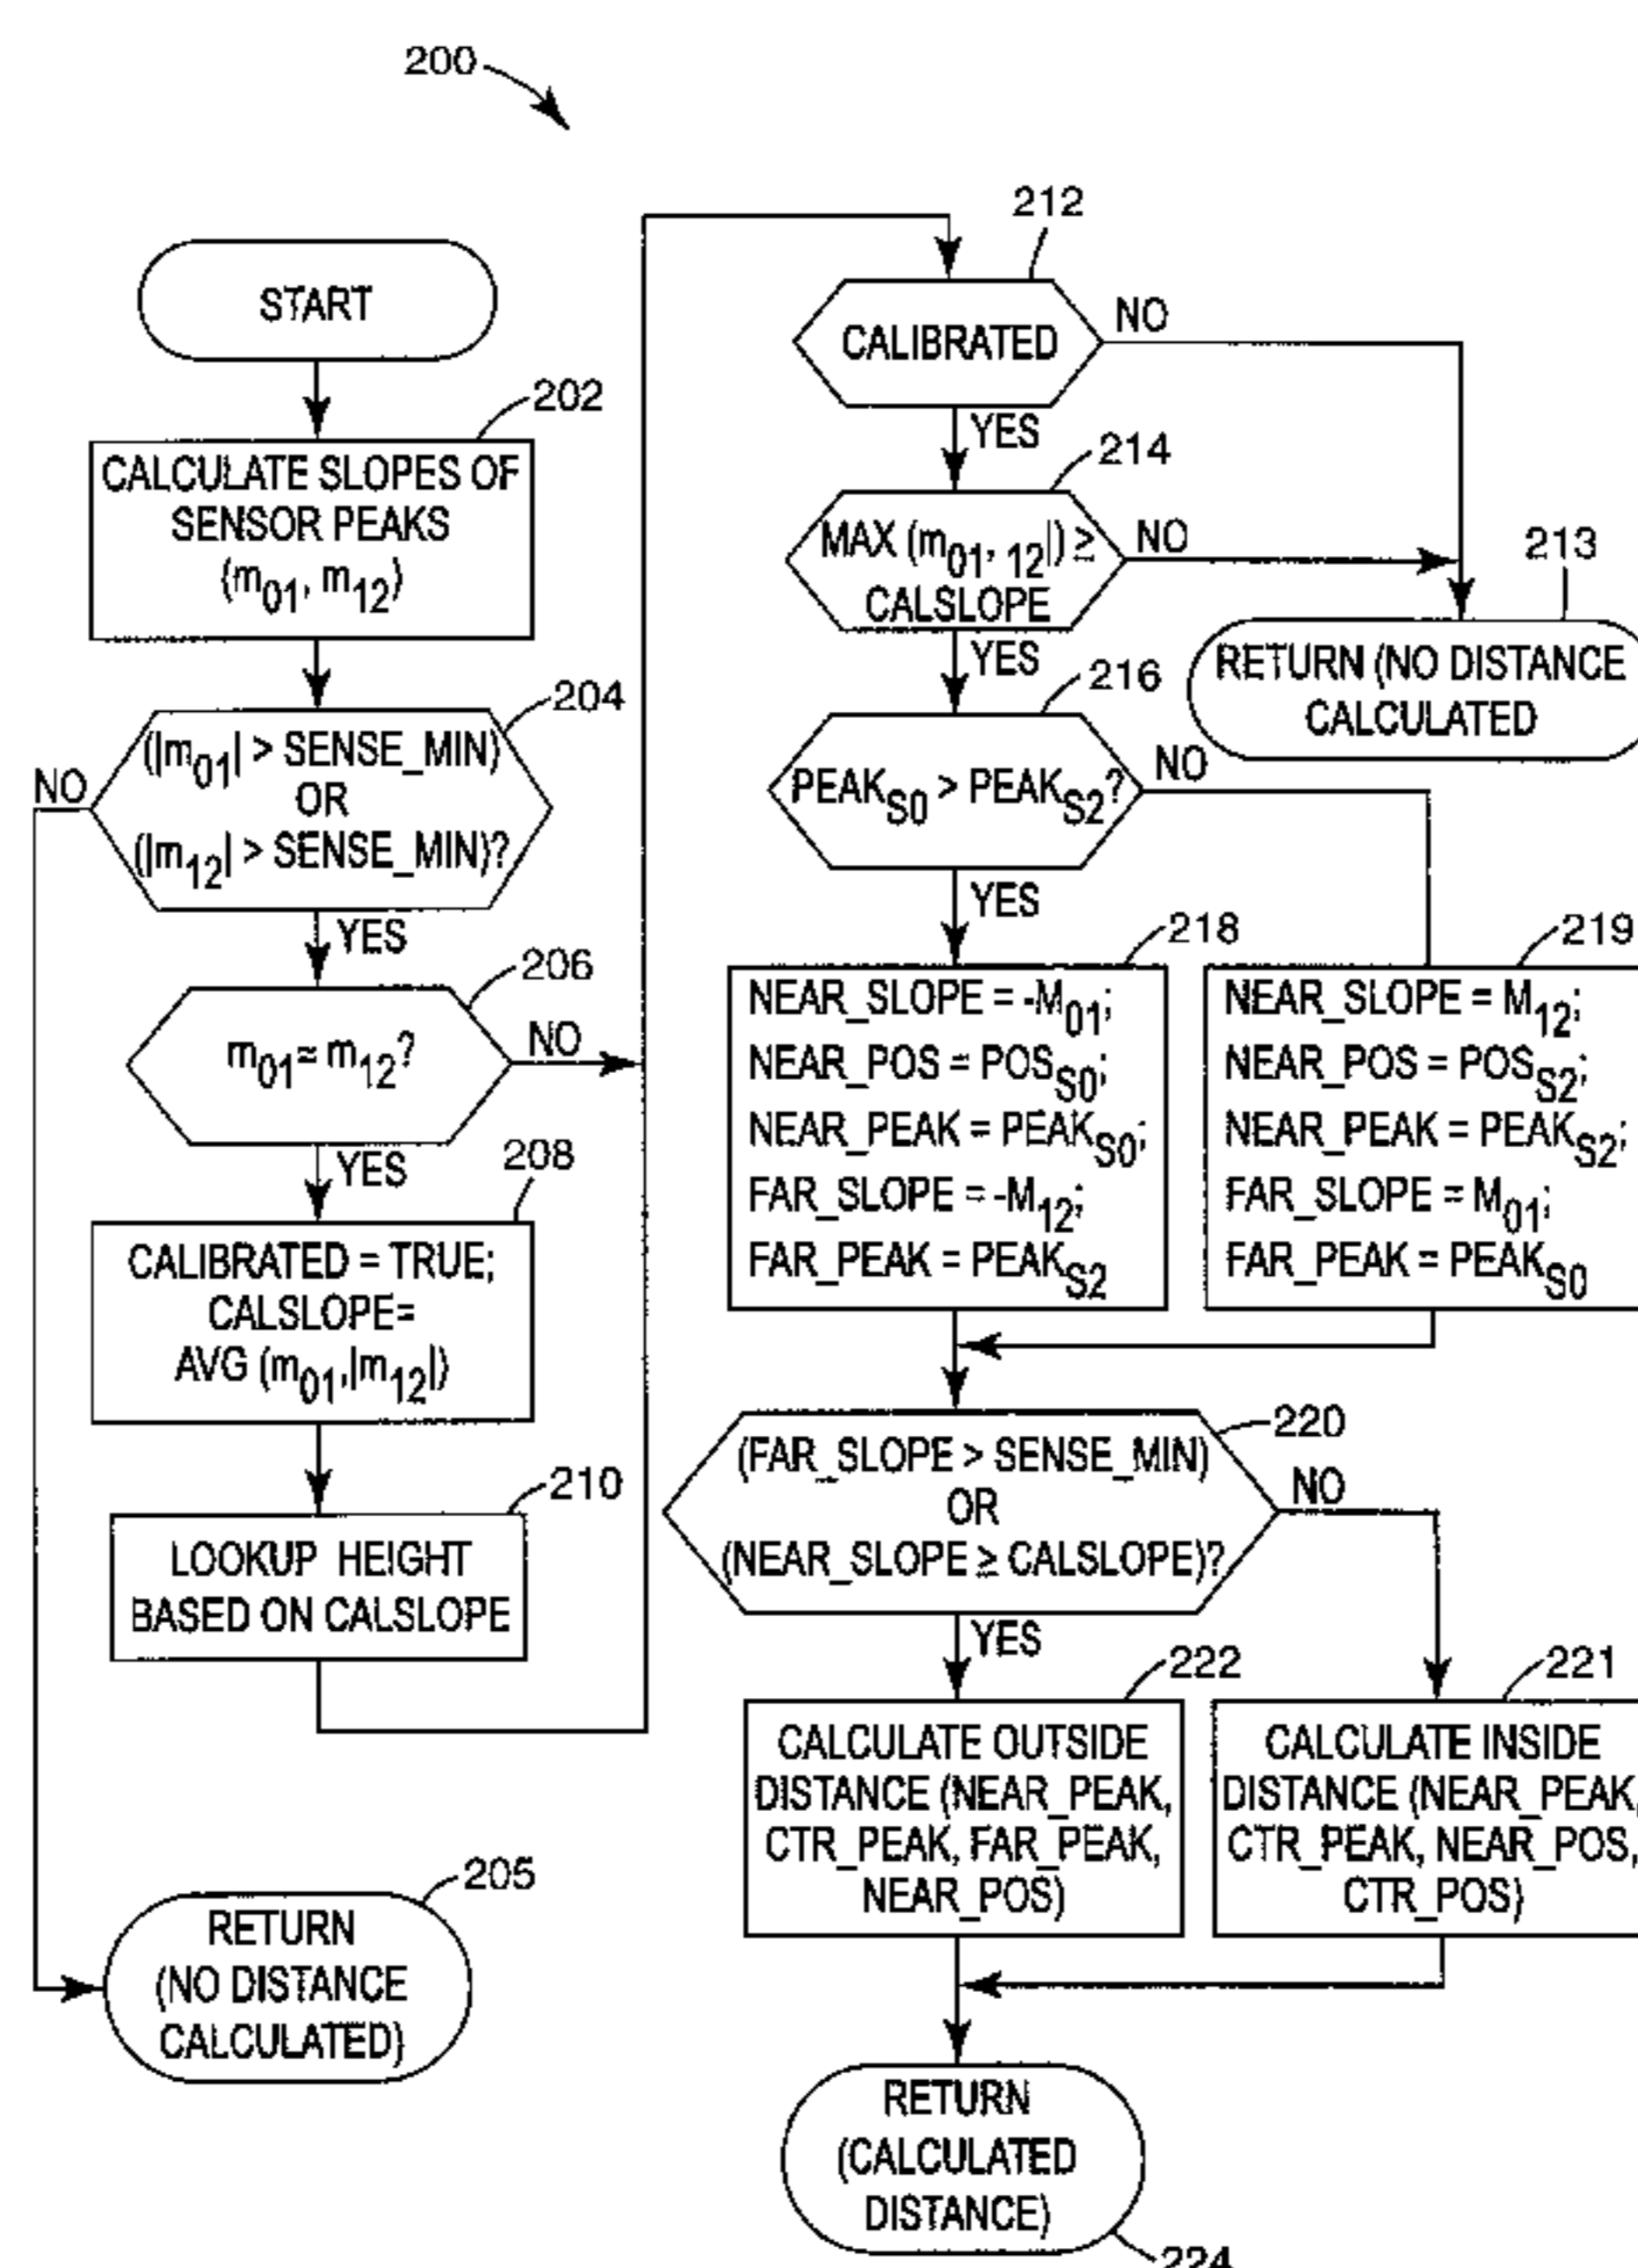 200
START
202
CALCULATE SLOPES OF
SENSOR PEAKS
(m01, m12)
204
(|m01| > SENSE_MIN)
OR
(|m12| > SENSE_MIN)?
NO
YES
206
m01 = m12?
NO
YES
208
CALIBRATED = TRUE;
CALSLOPE=
AVG (m01,|m12|)
210
LOOKUP HEIGHT
BASED ON CALSLOPE
205
RETURN
(NO DISTANCE
CALCULATED)
212
CALIBRATED
NO
YES
214
MAX (m01, 12|) ≥
CALSLOPE
NO
YES
213
RETURN (NO DISTANCE
CALCULATED
216
PEAKS0 > PEAKS2?
NO
YES
218
NEAR_SLOPE = -M01;
NEAR_POS = POSS0;
NEAR_PEAK = PEAKS0;
FAR_SLOPE = -M12;
FAR_PEAK = PEAKS2
219
NEAR_SLOPE = M12;
NEAR_POS = POSS2;
NEAR_PEAK = PEAKS2;
FAR_SLOPE = M01;
FAR_PEAK = PEAKS0
220
(FAR_SLOPE > SENSE_MIN)
OR
(NEAR_SLOPE ≥ CALSLOPE)?
NO
YES
222
CALCULATE OUTSIDE
DISTANCE (NEAR_PEAK,
CTR_PEAK, FAR_PEAK,
NEAR_POS)
221
CALCULATE INSIDE
DISTANCE (NEAR_PEAK,
CTR_PEAK, NEAR_POS,
CTR_POS)
RETURN
(CALCULATED
DISTANCE)
224